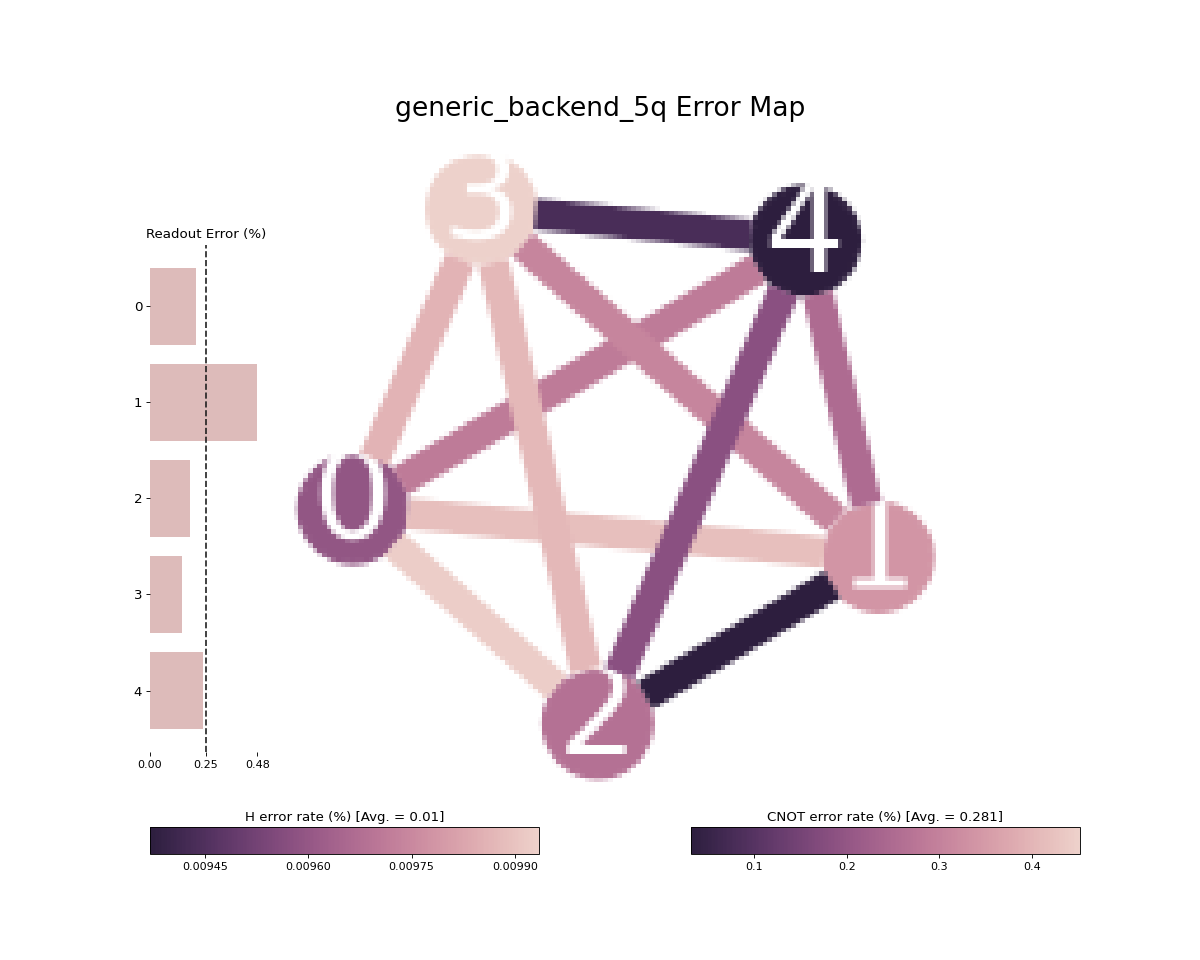 generic_backend_5q Error Map
Readout Error (%)
0
1
2
3
4
0.00 0.25 0.48
3
4
0
1
2
H error rate (%) [Avg. = 0.01]
0.00945 0.00960 0.00975 0.00990
CNOT error rate (%) [Avg. = 0.281]
0.1 0.2 0.3 0.4